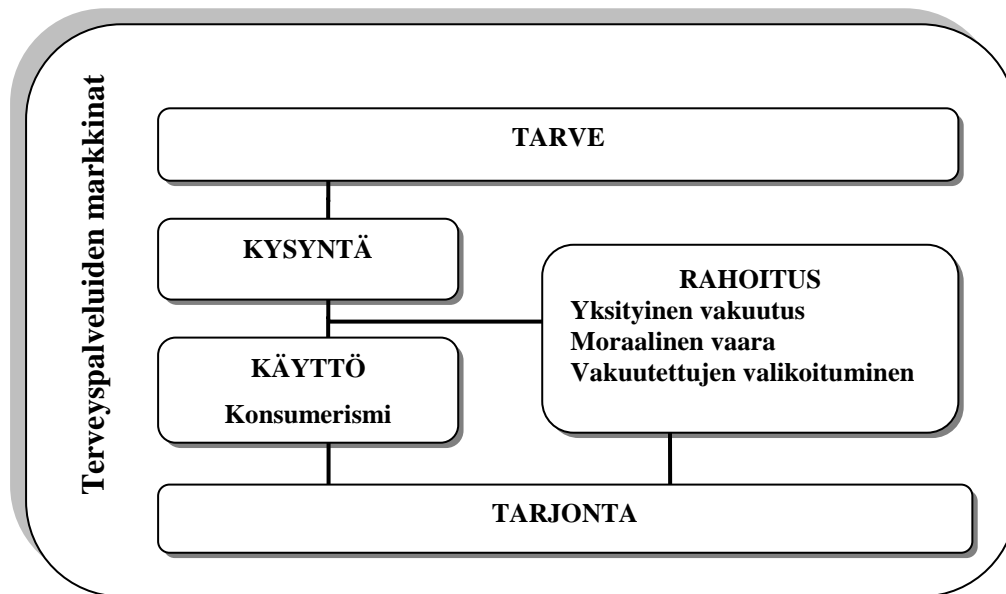 Terveyspalveluiden markkinat
TARVE
KYSYNTÄ
RAHOITUS
Yksityinen vakuutus
Moraalinen vaara
Vakuutettujen valikoituminen
KÄYTTÖ
Konsumerismi
TARJONTA